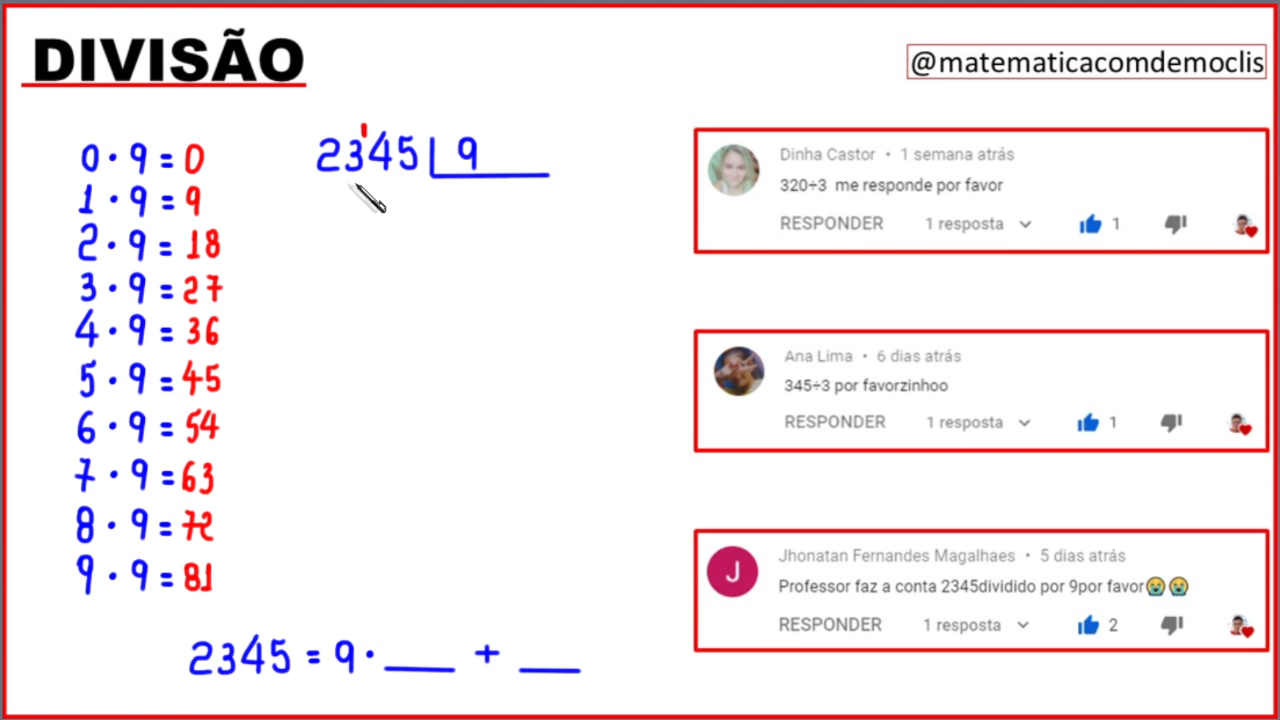 DIVISÃO
@matematicacomdemoclis
0 · 9 = 0
1 · 9 = 9
2 · 9 = 18
3 · 9 = 27
4 · 9 = 36
5 · 9 = 45
6 · 9 = 54
7 · 9 = 63
8 · 9 = 72
9 · 9 = 81
2345 9
2345 = 9 · ___ + ___
Dinha Castor • 1 semana atrás
320÷3 me responde por favor
RESPONDER 1 resposta 1
Ana Lima • 6 dias atrás
345÷3 por favorzinhoo
RESPONDER 1 resposta 1
J
Jhonatan Fernandes Magalhaes • 5 dias atrás
Professor faz a conta 2345dividido por 9por favor😭😭
RESPONDER 1 resposta 2